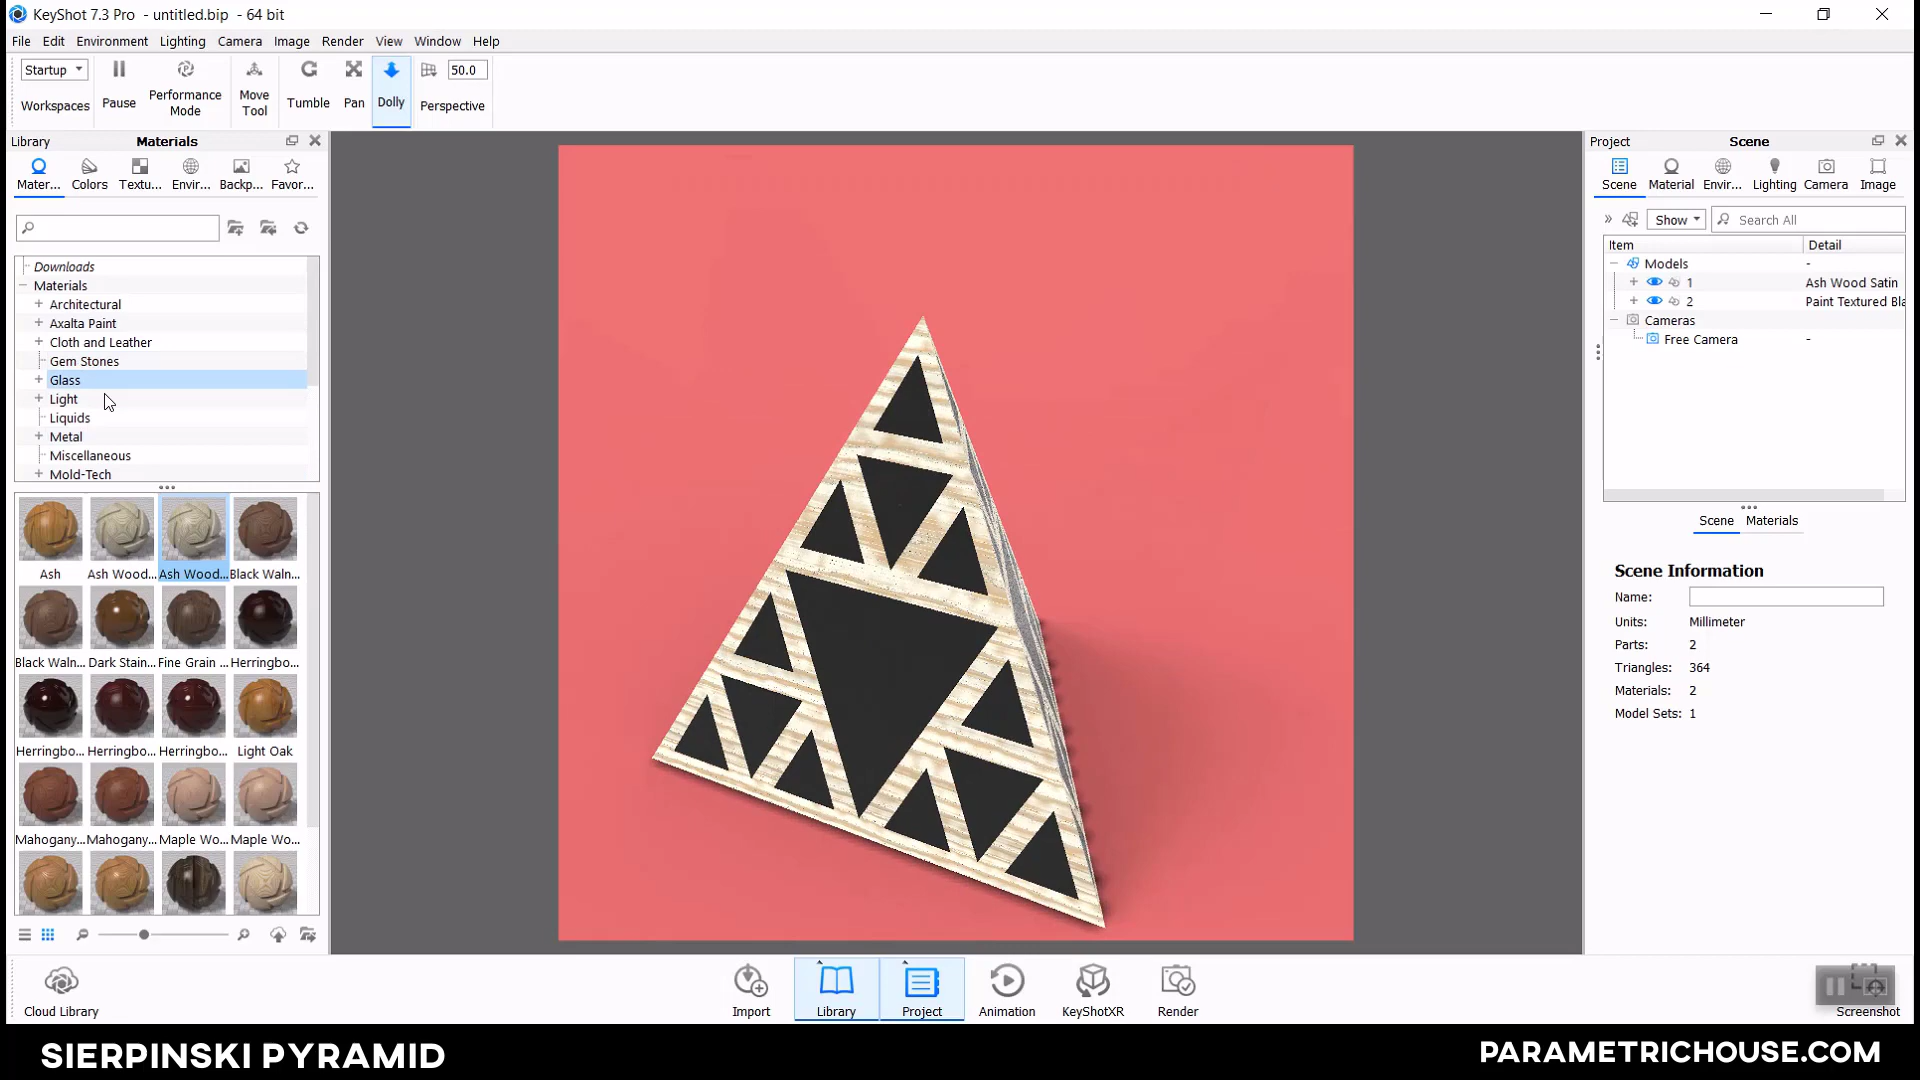 KeyShot 7.3 Pro - untitled.bip - 64 bit
File Edit Environment Lighting Camera Image Render View Window Help
Startup
Workspaces
Pause
Performance Mode
Move Tool
Tumble
Pan
Dolly
50.0
Perspective
Library
Materials
Mater... Colors Textu... Envir... Backp... Favor...
Downloads
Materials
Architectural
Axalta Paint
Cloth and Leather
Gem Stones
Glass
Light
Liquids
Metal
Miscellaneous
Mold-Tech
Ash Ash Wood... Ash Wood... Black Waln...
Black Waln... Dark Stain... Fine Grain ... Herringbo...
Herringbo... Herringbo... Herringbo... Light Oak
Mahogany... Mahogany... Maple Wo... Maple Wo...
Project
Scene
Scene Material Envir... Lighting Camera Image
» Show Search All
Item Detail
Models -
1 Ash Wood Satin
2 Paint Textured Bla
Cameras
Free Camera -
Scene Materials
Scene Information
Name:
Units: Millimeter
Parts: 2
Triangles: 364
Materials: 2
Model Sets: 1
Cloud Library
Import
Library
Project
Animation
KeyShotXR
Render
Screenshot
SIERPINSKI PYRAMID
PARAMETRICHOUSE.COM